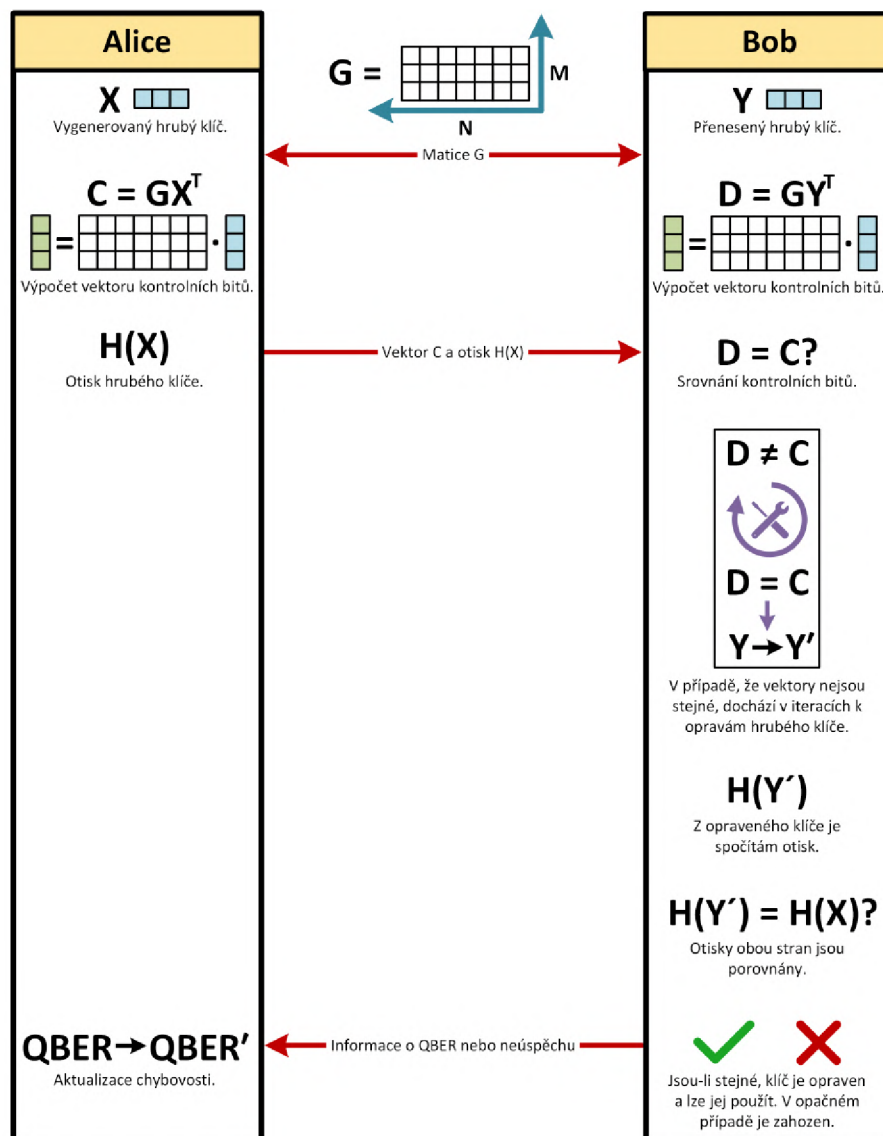 Alice
G =
M
N
Bob
X
Vygenerovaný hrubý klíč.
Y
Přenesený hrubý klíč.
Matice G
C = GXᵀ
= ·
Výpočet vektoru kontrolních bitů.
D = GYᵀ
= ·
Výpočet vektoru kontrolních bitů.
H(X)
Otisk hrubého klíče.
Vektor C a otisk H(X)
D = C?
Srovnání kontrolních bitů.
D ≠ C
D = C
Y→Y′
V případě, že vektory nejsou
stejné, dochází v iteracích k
opravám hrubého klíče.
H(Y´)
Z opraveného klíče je
spočítám otisk.
H(Y´) = H(X)?
Otisky obou stran jsou
porovnány.
QBER→QBER′
Aktualizace chybovosti.
Informace o QBER nebo neúspěchu
Jsou-li stejné, klíč je opraven
a lze jej použít. V opačném
případě je zahozen.